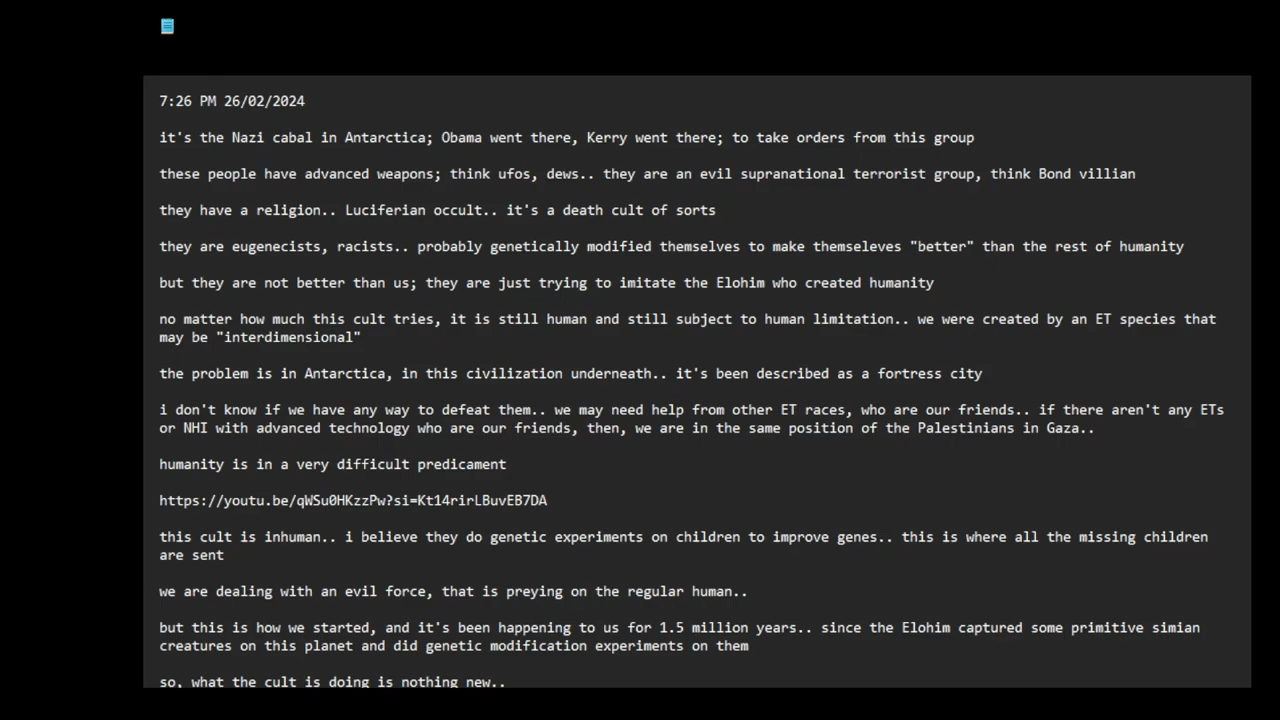 7:26 PM 26/02/2024
it's the Nazi cabal in Antarctica; Obama went there, Kerry went there; to take orders from this group
these people have advanced weapons; think ufos, dews.. they are an evil supranational terrorist group, think Bond villian
they have a religion.. Luciferian occult.. it's a death cult of sorts
they are eugenecists, racists.. probably genetically modified themselves to make themseleves "better" than the rest of humanity
but they are not better than us; they are just trying to imitate the Elohim who created humanity
no matter how much this cult tries, it is still human and still subject to human limitation.. we were created by an ET species that
may be "interdimensional"
the problem is in Antarctica, in this civilization underneath.. it's been described as a fortress city
i don't know if we have any way to defeat them.. we may need help from other ET races, who are our friends.. if there aren't any ETs
or NHI with advanced technology who are our friends, then, we are in the same position of the Palestinians in Gaza..
humanity is in a very difficult predicament
https://youtu.be/qWSu0HKzzPw?si=Kt14rirLBuvEB7DA
this cult is inhuman.. i believe they do genetic experiments on children to improve genes.. this is where all the missing children
are sent
we are dealing with an evil force, that is preying on the regular human..
but this is how we started, and it's been happening to us for 1.5 million years.. since the Elohim captured some primitive simian
creatures on this planet and did genetic modification experiments on them
so, what the cult is doing is nothing new..